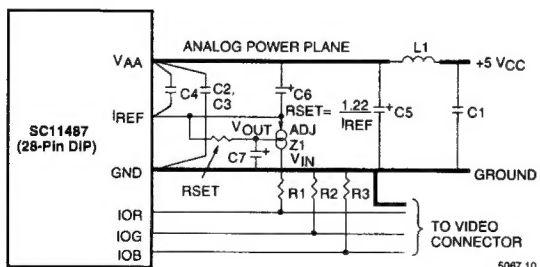 ANALOG POWER PLANE
L1
+5 VCC
VAA
C4
C2,
C3
+C6
RSET= 1.22
IREF
+
C5
C1
IREF
SC11487
(28-Pin DIP)
VOUT
ADJ
Z1
C7 +
VIN
GND
GROUND
RSET
R1
R2
R3
IOR
IOG
IOB
TO VIDEO
CONNECTOR
5067 10